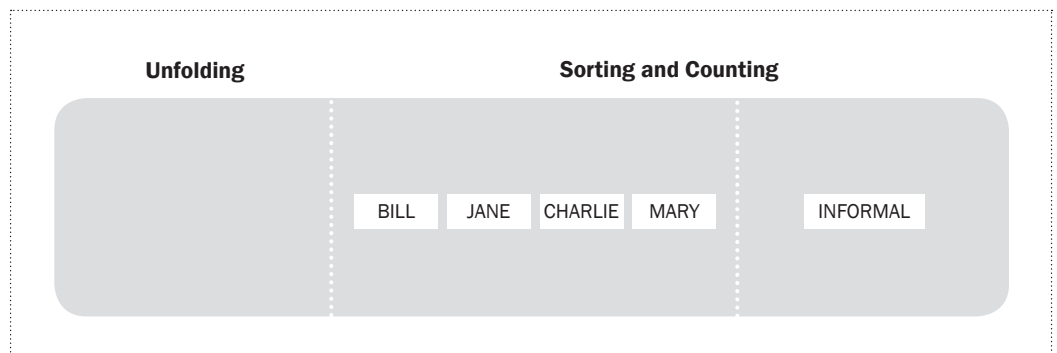 Unfolding Sorting and Counting
BILL JANE CHARLIE MARY INFORMAL